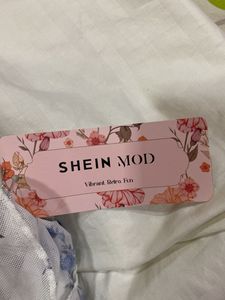 SHEIN MOD
Vibrant Retro Fun